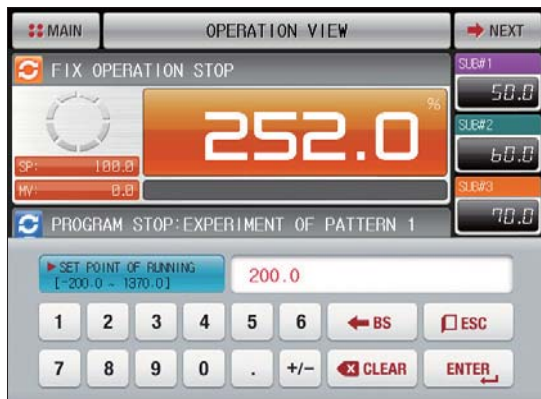 MAIN
OPERATION VIEW
NEXT
FIX OPERATION STOP
SUB#1
50.0
%
252.0
SUB#2
60.0
SP: 100.0
MV: 0.0
SUB#3
70.0
PROGRAM STOP:EXPERIMENT OF PATTERN 1
▶SET POINT OF RUNNING
[-200.0 ~ 1370.0]
200.0
1 2 3 4 5 6 BS ESC
7 8 9 0 . +/- CLEAR ENTER